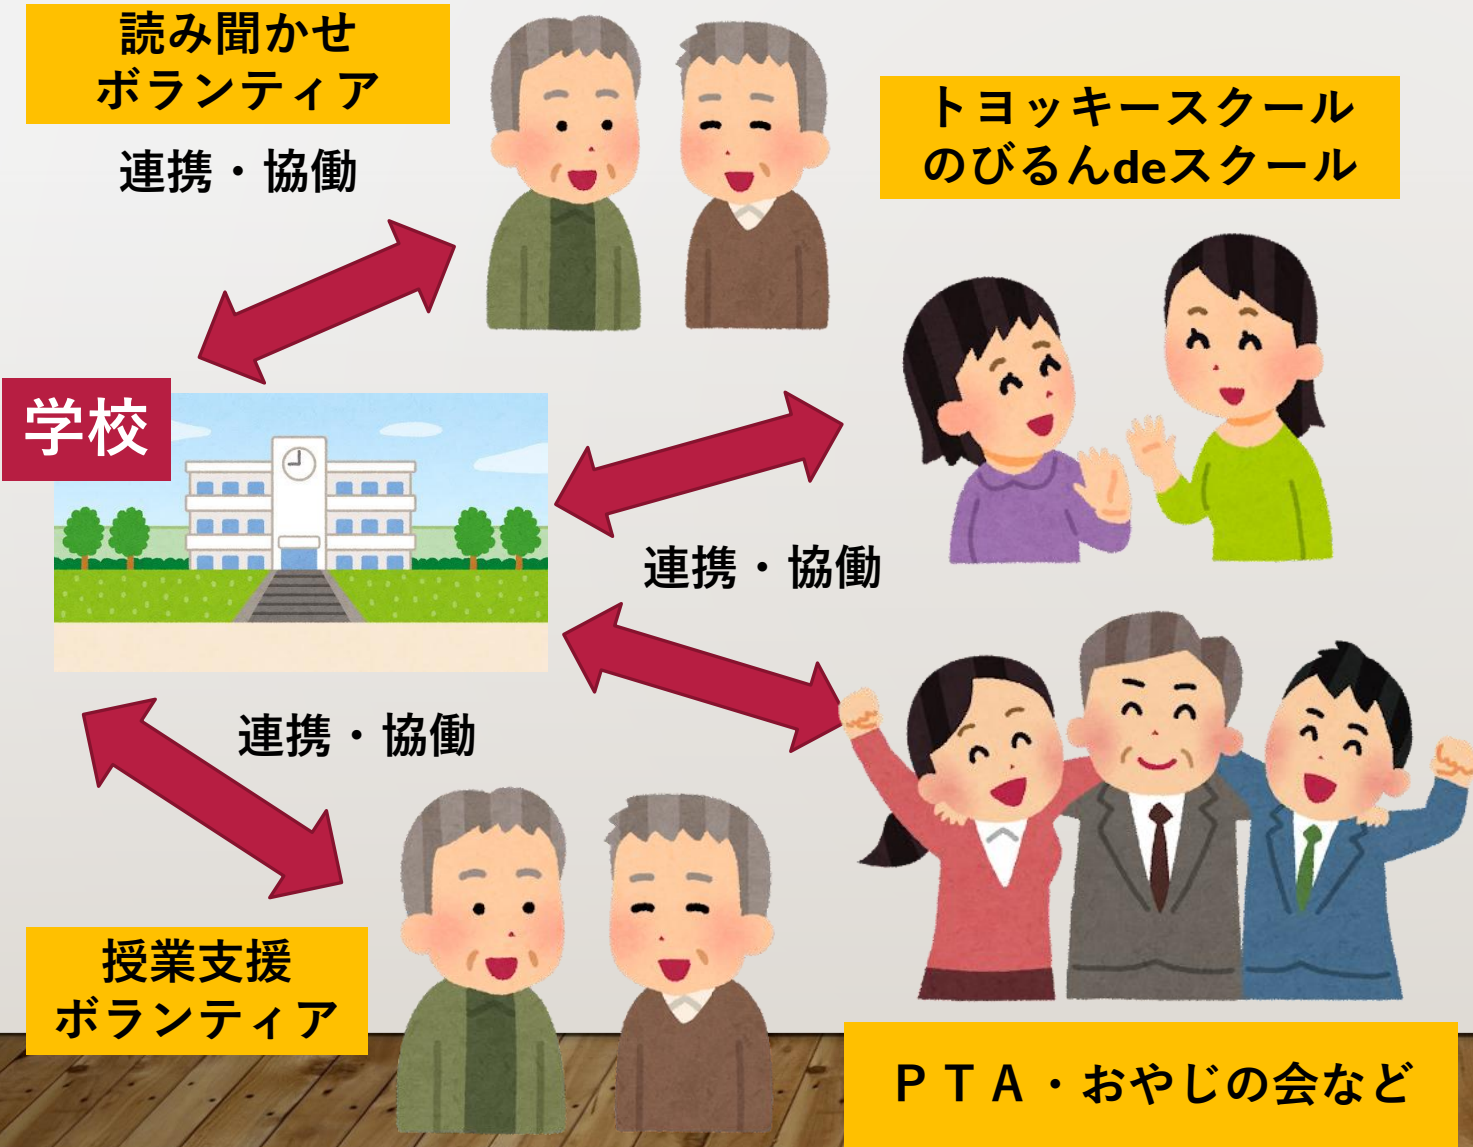 読み聞かせ
ボランティア
連携・協働
トヨッキースクール
のびるんdeスクール
学校
連携・協働
連携・協働
授業支援
ボランティア
ＰＴＡ・おやじの会など